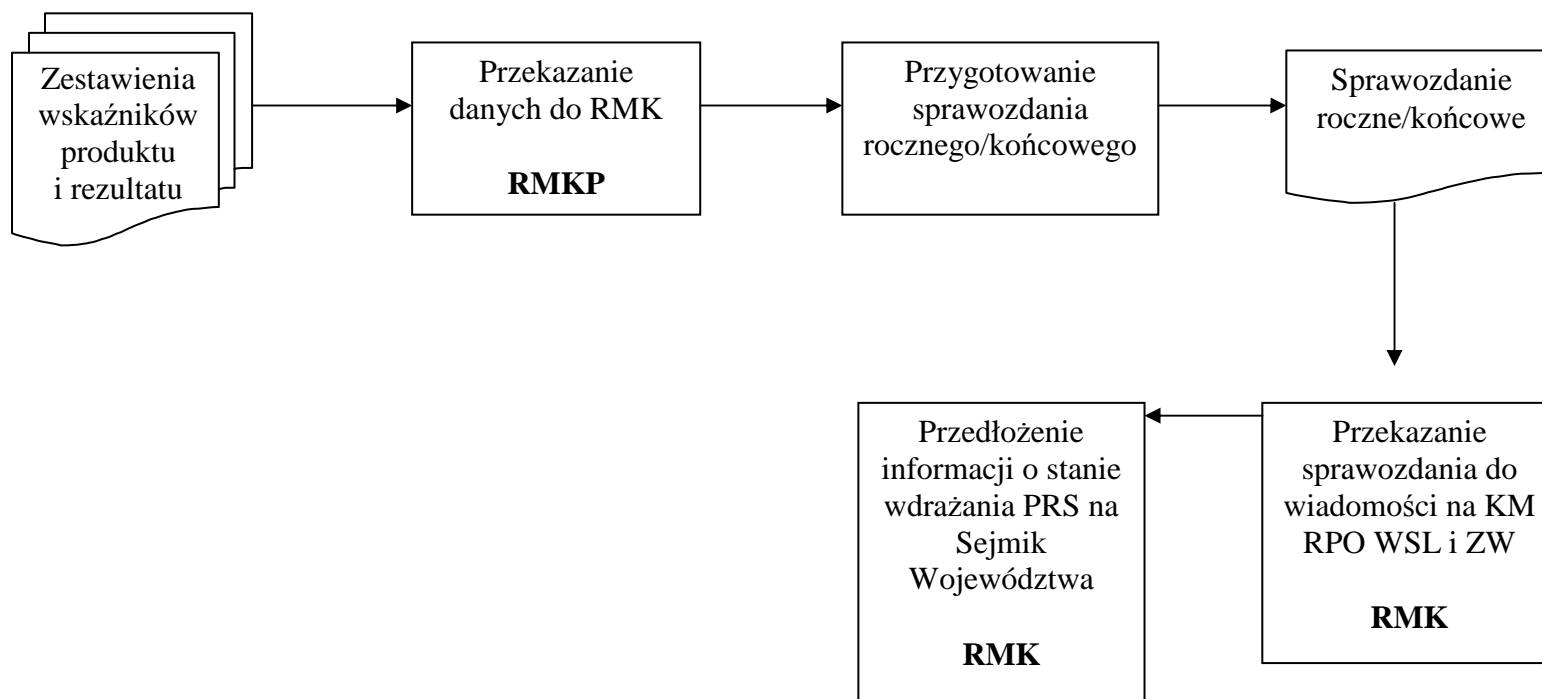 Zestawienia
wskaźników
produktu
i rezultatu
Przekazanie
danych do RMK
RMKP
Przygotowanie
sprawozdania
rocznego/końcowego
Sprawozdanie
roczne/końcowe
Przekazanie
sprawozdania do
wiadomości na KM
RPO WSL i ZW
RMK
Przedłożenie
informacji o stanie
wdrażania PRS na
Sejmik
Województwa
RMK